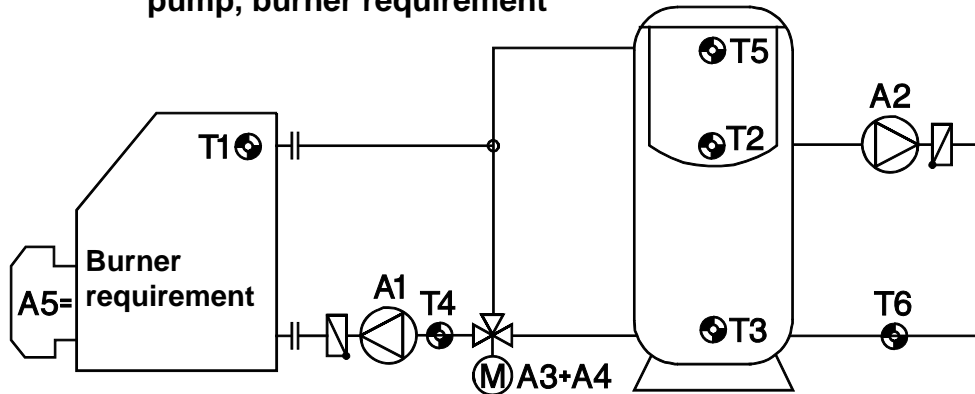 pump, burner requirement
T5
A2
T1
T2
Burner
requirement
A5=
A1
T4
T3
T6
M
A3+A4